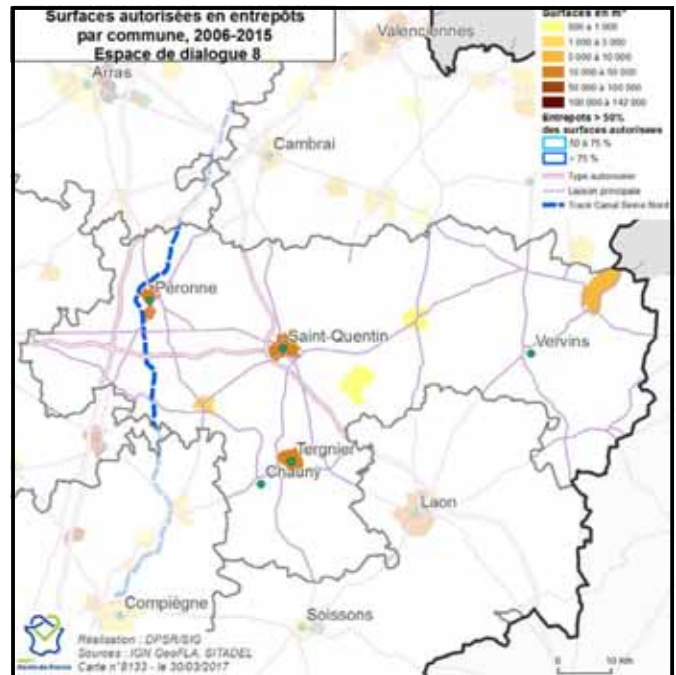 Surfaces autorisées en entrepôts
par commune, 2006-2015
Espace de dialogue 8
Surfaces en m²
500 à 1 000
1 000 à 5 000
5 000 à 10 000
10 000 à 50 000
50 000 à 100 000
100 000 à 142 000
Entrepots > 50%
des surfaces autorisees
50 à 75 %
> 75 %
Type autoroutier
Liaison principale
Tracé Canal Seine Nord
Valenciennes
Arras
Cambrai
Péronne
Saint-Quentin
Vervins
Tergnier
Chauny
Laon
Compiègne
Soissons
Hauts-de-France
Réalisation : DPSR/SIG
Sources : IGN GeoFLA, SITADEL
Carte n°8133 - le 30/03/2017
0 10 Km